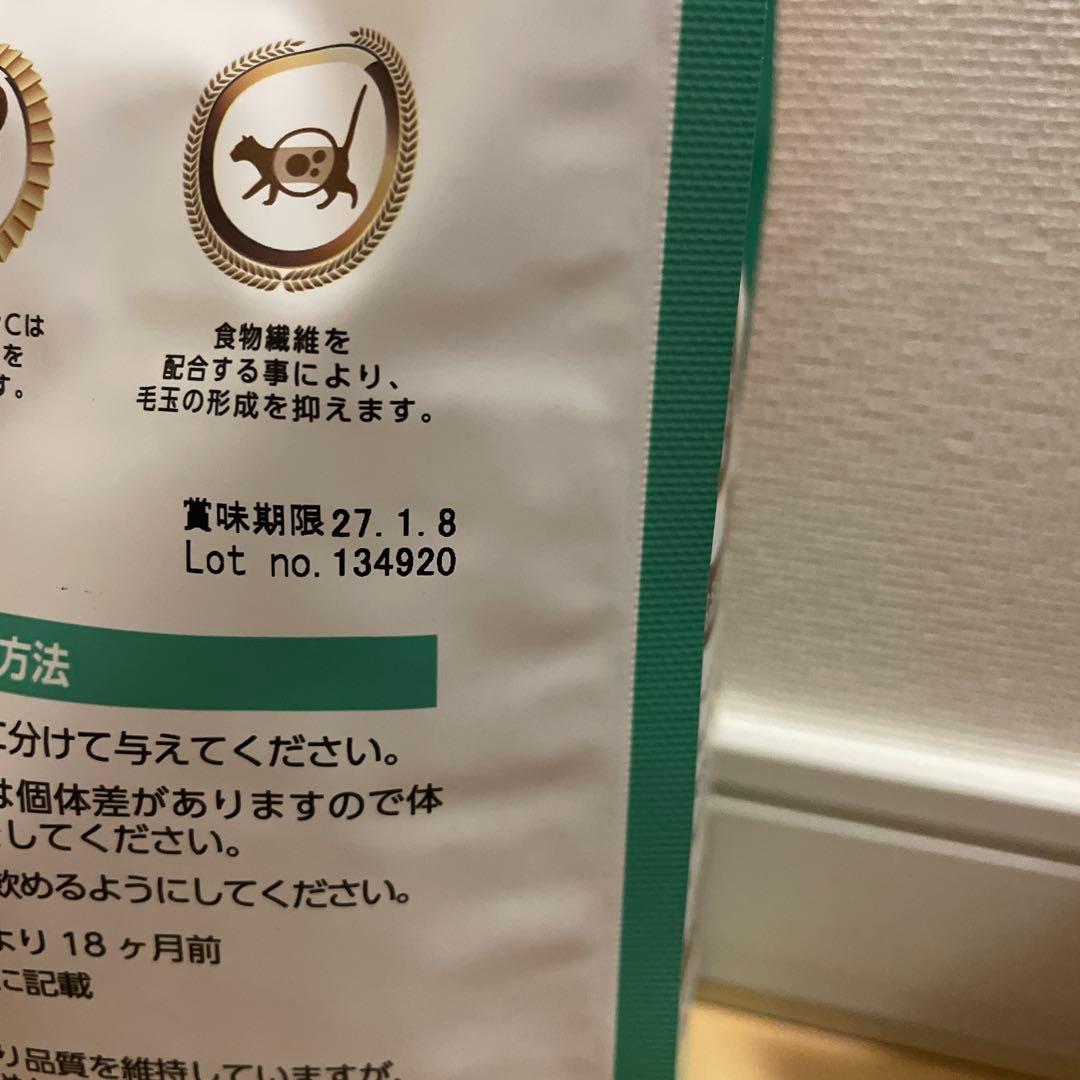 Cは
を
す。
食物繊維を
配合する事により、
毛玉の形成を抑えます。
賞味期限 27.1.8
Lot no. 134920
方法
に分けて与えてください。
は個体差がありますので体
してください。
飲めるようにしてください。
より 18 ヶ月前
に記載
り品質を維持していますが、